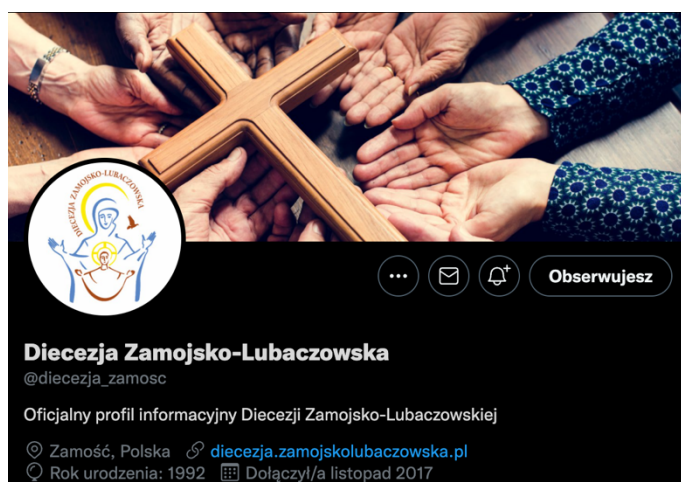 DIECEZJA ZAMOJSKO-LUBACZOWSKA
Obserwujesz
Diecezja Zamojsko-Lubaczowska
@diecezja_zamosc
Oficjalny profil informacyjny Diecezji Zamojsko-Lubaczowskiej
Zamość, Polska diecezja.zamojskolubaczowska.pl
Rok urodzenia: 1992 Dołączył/a listopad 2017